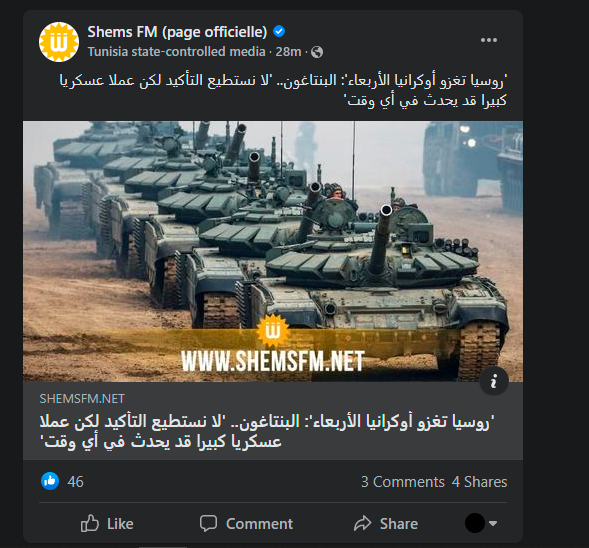 Shems FM (page officielle)
Tunisia state-controlled media · 28m ·
'روسيا تغزو أوكرانيا الأربعاء': البنتاغون.. 'لا نستطيع التأكيد لكن عملا عسكريا
كبيرا قد يحدث في أي وقت'
WWW.SHEMSFM.NET
SHEMSFM.NET
'روسيا تغزو أوكرانيا الأربعاء': البنتاغون.. 'لا نستطيع التأكيد لكن عملا
عسكريا كبيرا قد يحدث في أي وقت'
46 3 Comments 4 Shares
Like Comment Share